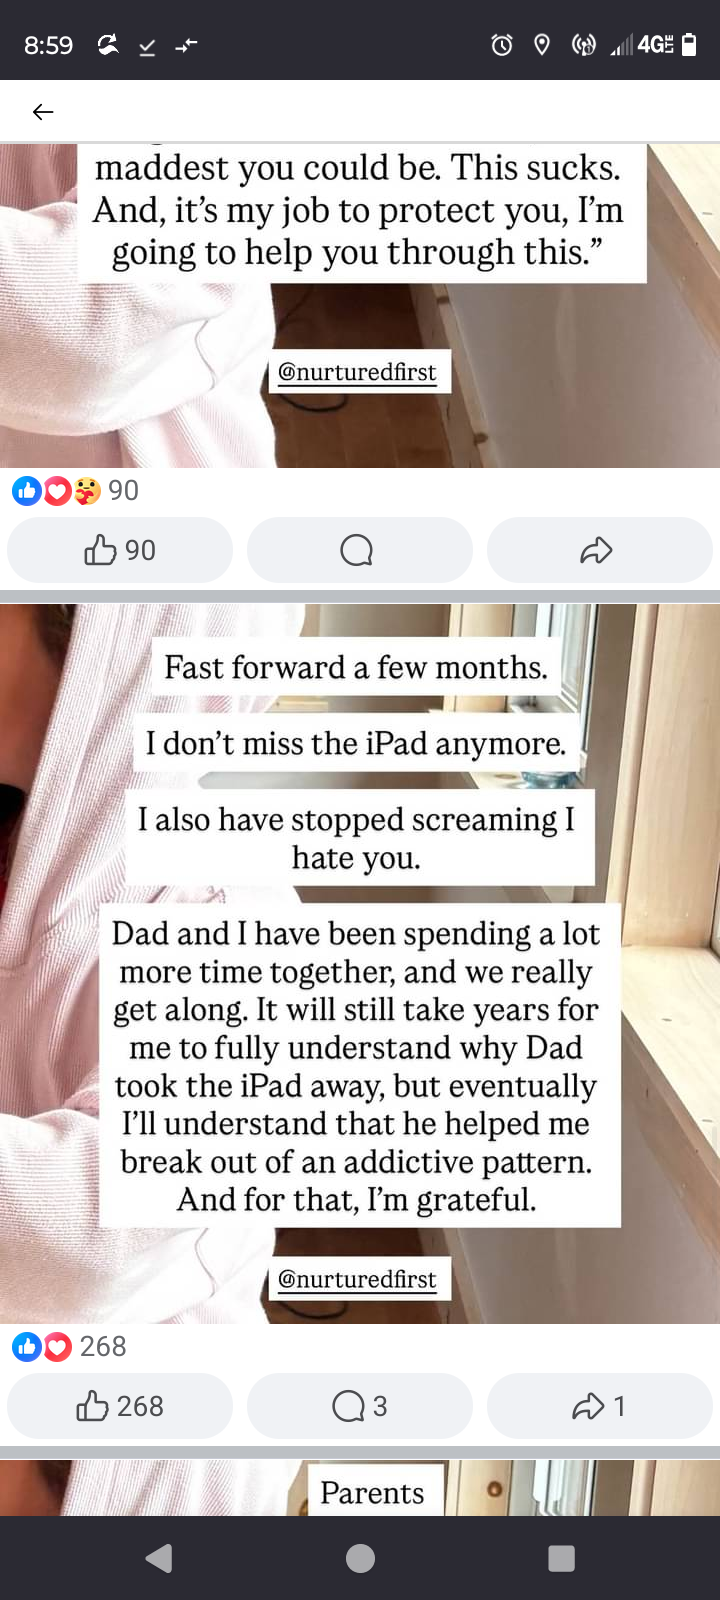 8:59
4G LTE
maddest you could be. This sucks.
And, it's my job to protect you, I'm
going to help you through this.”
@nurturedfirst
90
90
Fast forward a few months.
I don't miss the iPad anymore.
I also have stopped screaming I
hate you.
Dad and I have been spending a lot
more time together, and we really
get along. It will still take years for
me to fully understand why Dad
took the iPad away, but eventually
I'll understand that he helped me
break out of an addictive pattern.
And for that, I'm grateful.
@nurturedfirst
268
268
3
1
Parents